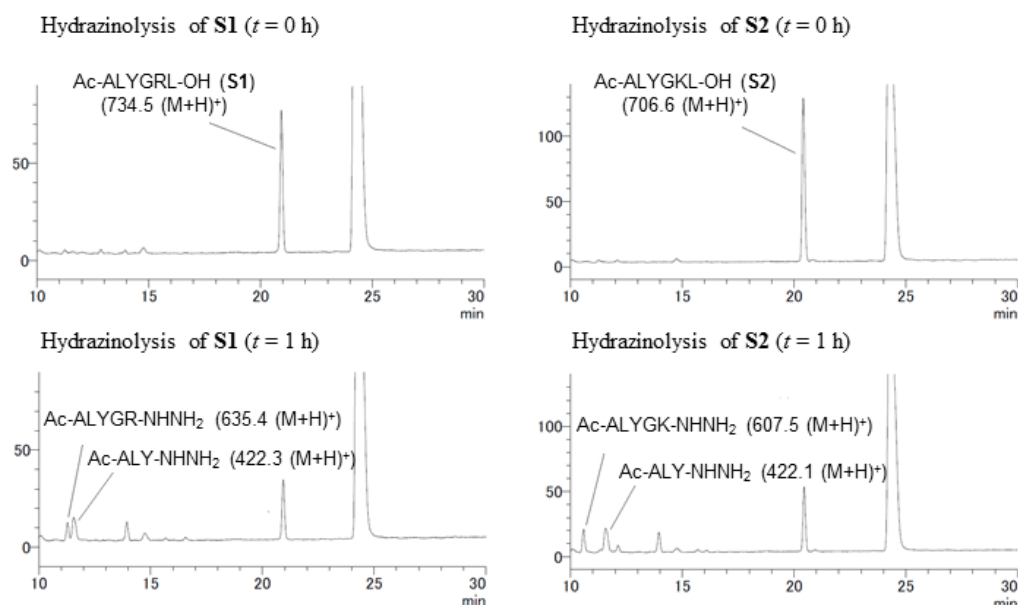 Hydrazinolysis of S1 (t = 0 h)
Ac-ALYGRL-OH (S1)
(734.5 (M+H)+)
50
0
10 15 20 25 30
min
Hydrazinolysis of S2 (t = 0 h)
Ac-ALYGKL-OH (S2)
(706.6 (M+H)+)
100
50
0
10 15 20 25 30
min
Hydrazinolysis of S1 (t = 1 h)
Ac-ALYGR-NHNH2 (635.4 (M+H)+)
Ac-ALY-NHNH2 (422.3 (M+H)+)
50
0
10 15 20 25 30
min
Hydrazinolysis of S2 (t = 1 h)
Ac-ALYGK-NHNH2 (607.5 (M+H)+)
Ac-ALY-NHNH2 (422.1 (M+H)+)
100
50
0
10 15 20 25 30
min